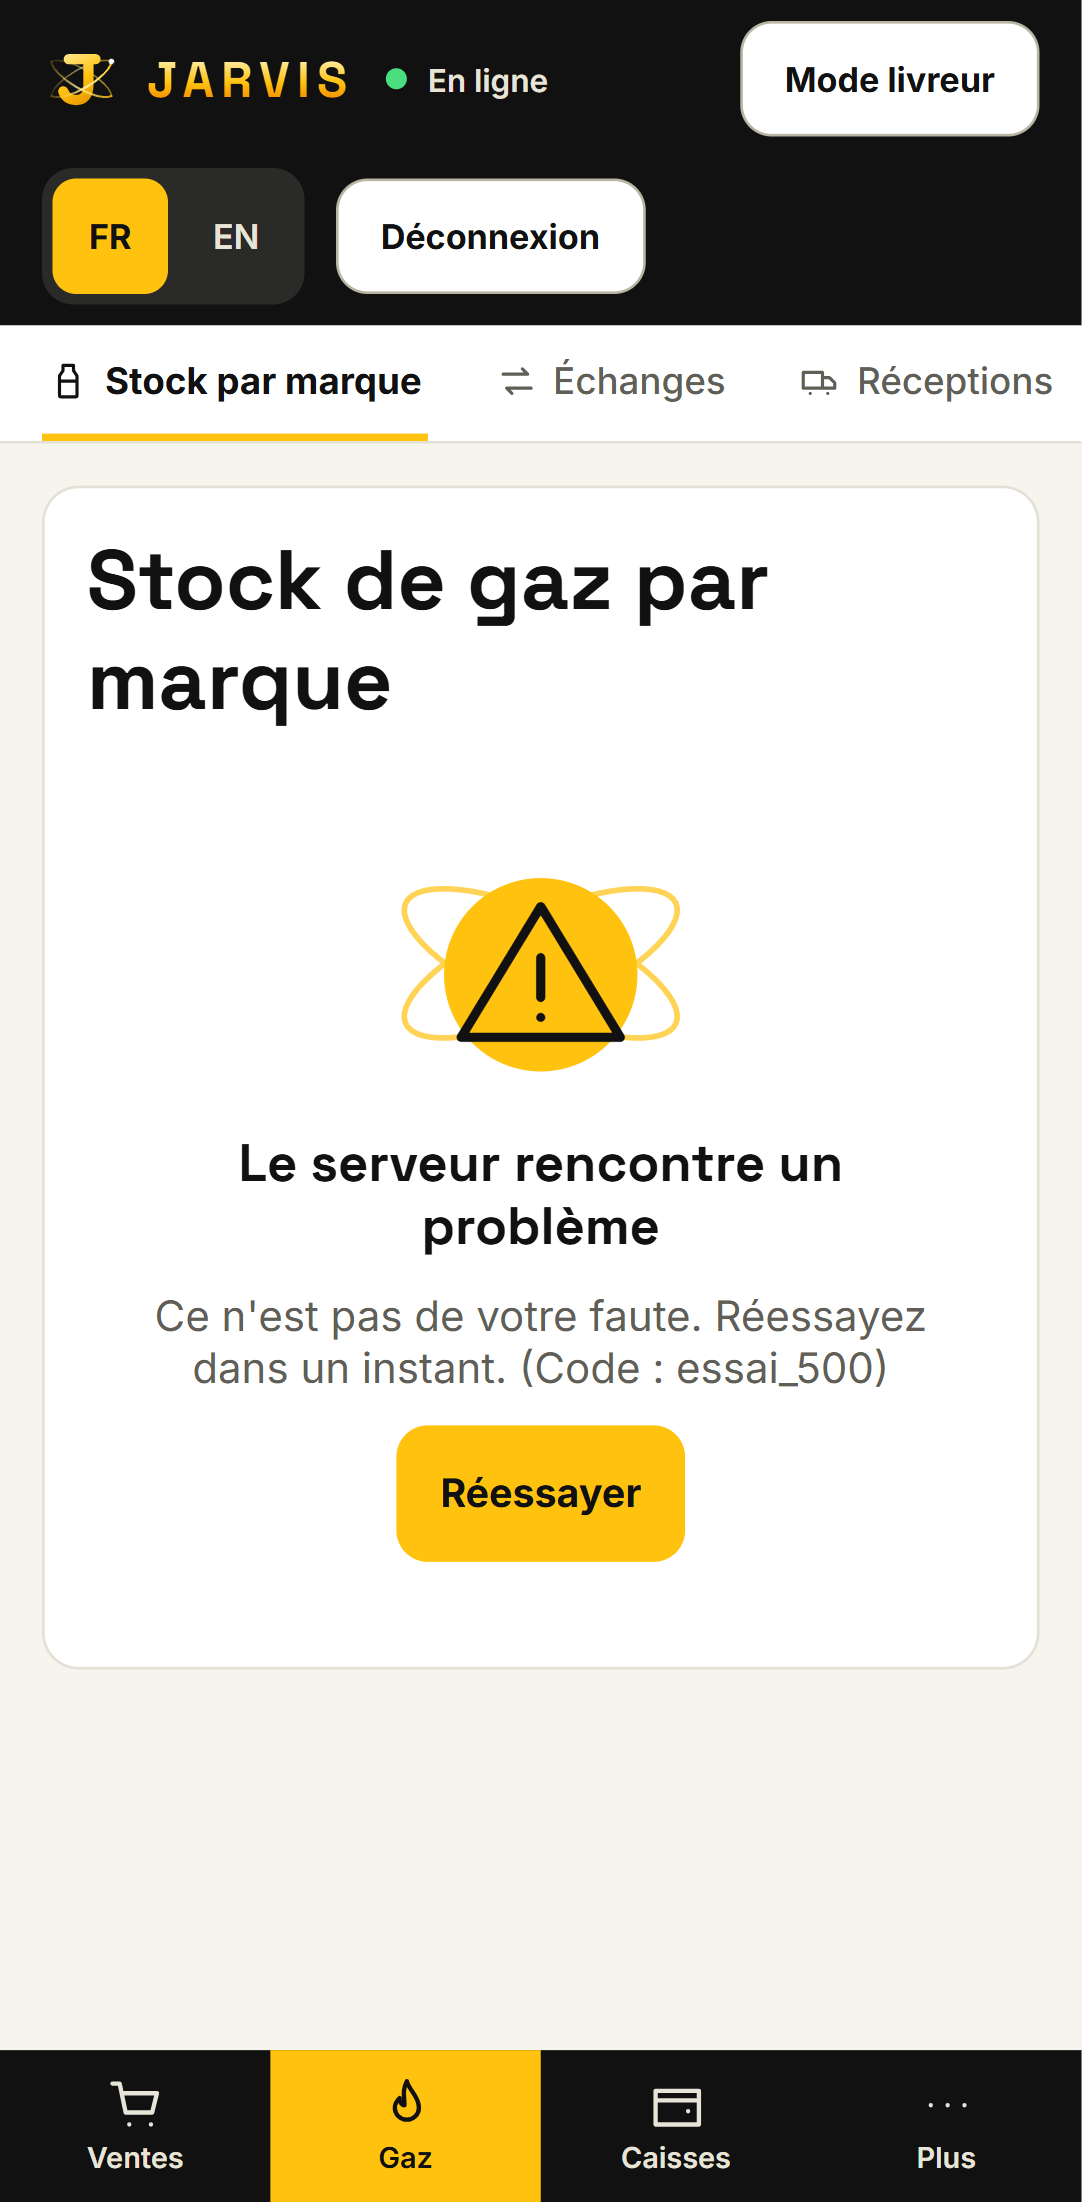 JARVIS
En ligne
Mode livreur
FR
EN
Déconnexion
Stock par marque
Échanges
Réceptions
Stock de gaz par
marque
Le serveur rencontre un
problème
Ce n'est pas de votre faute. Réessayez
dans un instant. (Code : essai_500)
Réessayer
Ventes
Gaz
Caisses
Plus